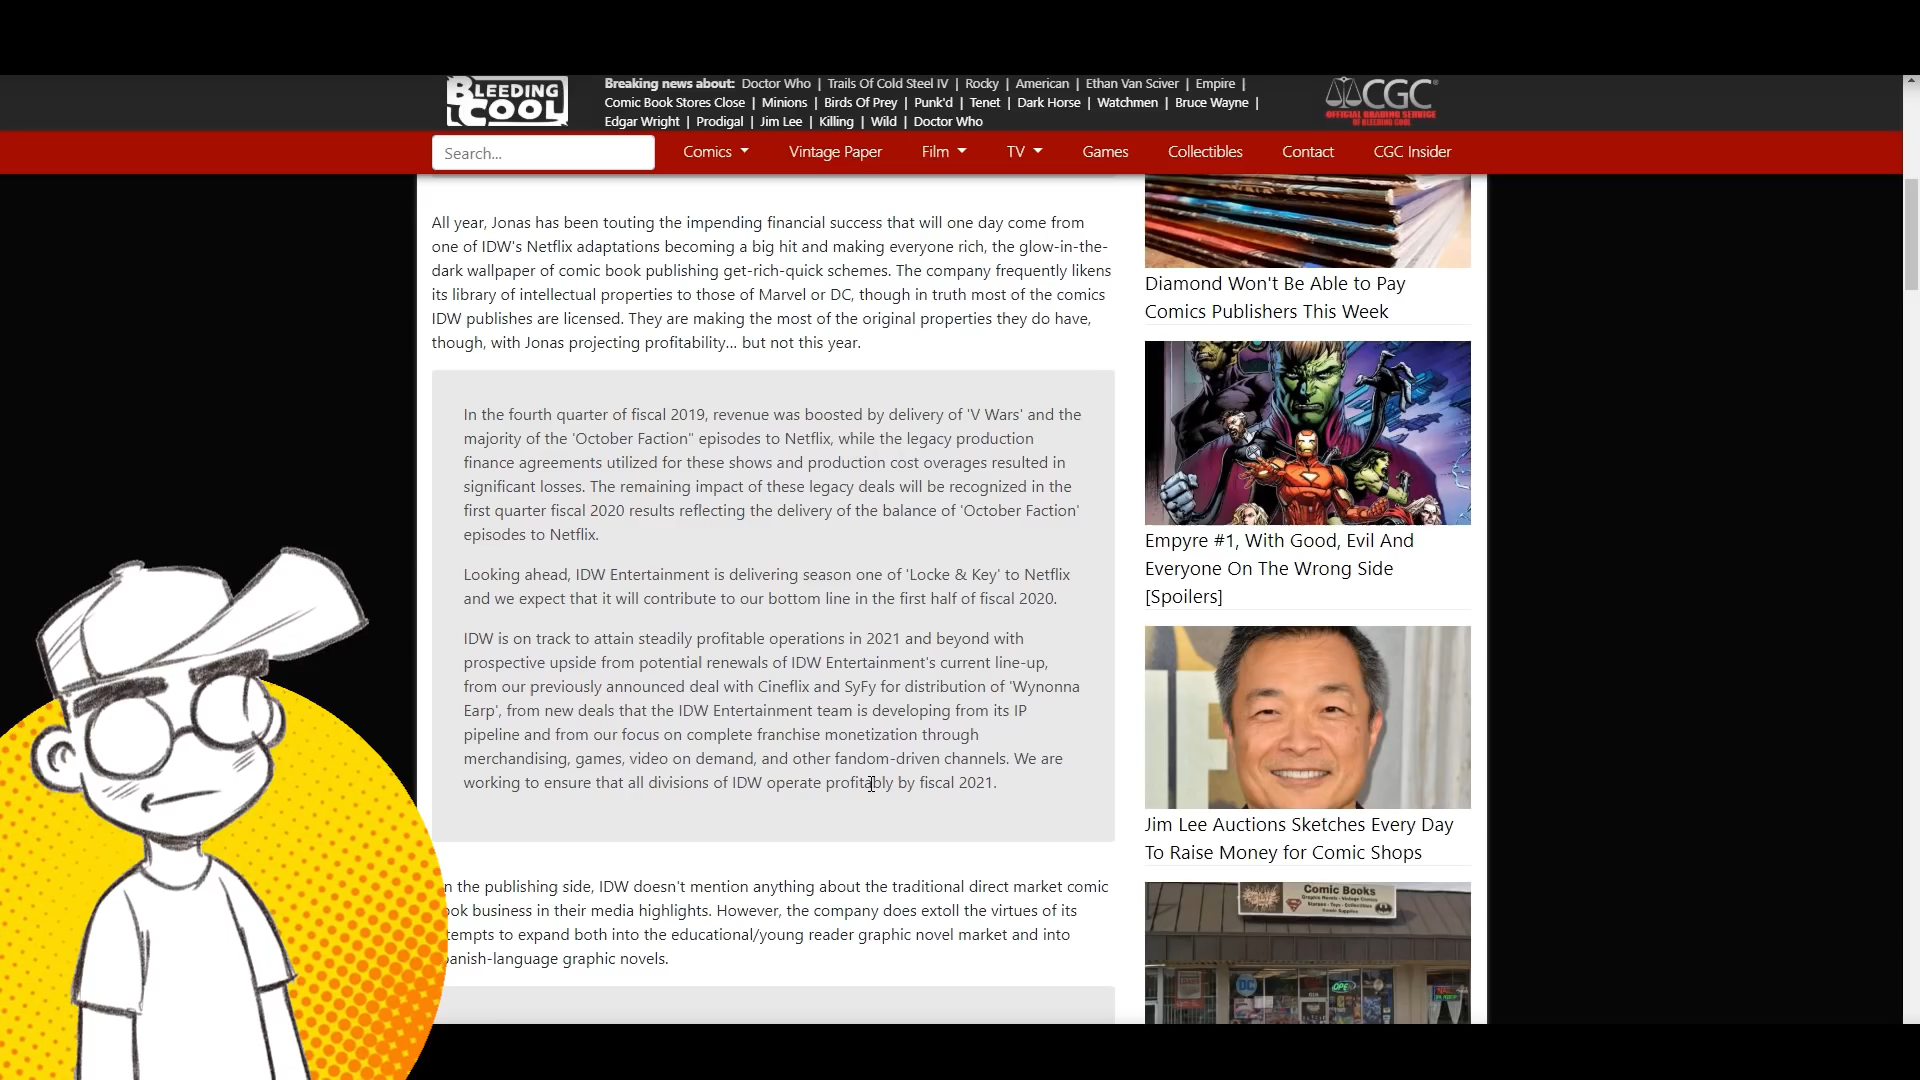 BLEEDING COOL
Breaking news about: Doctor Who | Trails Of Cold Steel IV | Rocky | American | Ethan Van Sciver | Empire |
Comic Book Stores Close | Minions | Birds Of Prey | Punk'd | Tenet | Dark Horse | Watchmen | Bruce Wayne |
Edgar Wright | Prodigal | Jim Lee | Killing | Wild | Doctor Who
CGC
OFFICIAL GRADING SERVICE
OF BLEEDING COOL
Search...
Comics
Vintage Paper
Film
TV
Games
Collectibles
Contact
CGC Insider
All year, Jonas has been touting the impending financial success that will one day come from
one of IDW's Netflix adaptations becoming a big hit and making everyone rich, the glow-in-the-
dark wallpaper of comic book publishing get-rich-quick schemes. The company frequently likens
its library of intellectual properties to those of Marvel or DC, though in truth most of the comics
IDW publishes are licensed. They are making the most of the original properties they do have,
though, with Jonas projecting profitability... but not this year.
In the fourth quarter of fiscal 2019, revenue was boosted by delivery of 'V Wars' and the
majority of the 'October Faction" episodes to Netflix, while the legacy production
finance agreements utilized for these shows and production cost overages resulted in
significant losses. The remaining impact of these legacy deals will be recognized in the
first quarter fiscal 2020 results reflecting the delivery of the balance of 'October Faction'
episodes to Netflix.
Looking ahead, IDW Entertainment is delivering season one of 'Locke & Key' to Netflix
and we expect that it will contribute to our bottom line in the first half of fiscal 2020.
IDW is on track to attain steadily profitable operations in 2021 and beyond with
prospective upside from potential renewals of IDW Entertainment's current line-up,
from our previously announced deal with Cineflix and SyFy for distribution of 'Wynonna
Earp', from new deals that the IDW Entertainment team is developing from its IP
pipeline and from our focus on complete franchise monetization through
merchandising, games, video on demand, and other fandom-driven channels. We are
working to ensure that all divisions of IDW operate profitably by fiscal 2021.
n the publishing side, IDW doesn't mention anything about the traditional direct market comic
ok business in their media highlights. However, the company does extoll the virtues of its
tempts to expand both into the educational/young reader graphic novel market and into
anish-language graphic novels.
Diamond Won't Be Able to Pay
Comics Publishers This Week
Empyre #1, With Good, Evil And
Everyone On The Wrong Side
[Spoilers]
Jim Lee Auctions Sketches Every Day
To Raise Money for Comic Shops
Comic Books
DC
OPEN